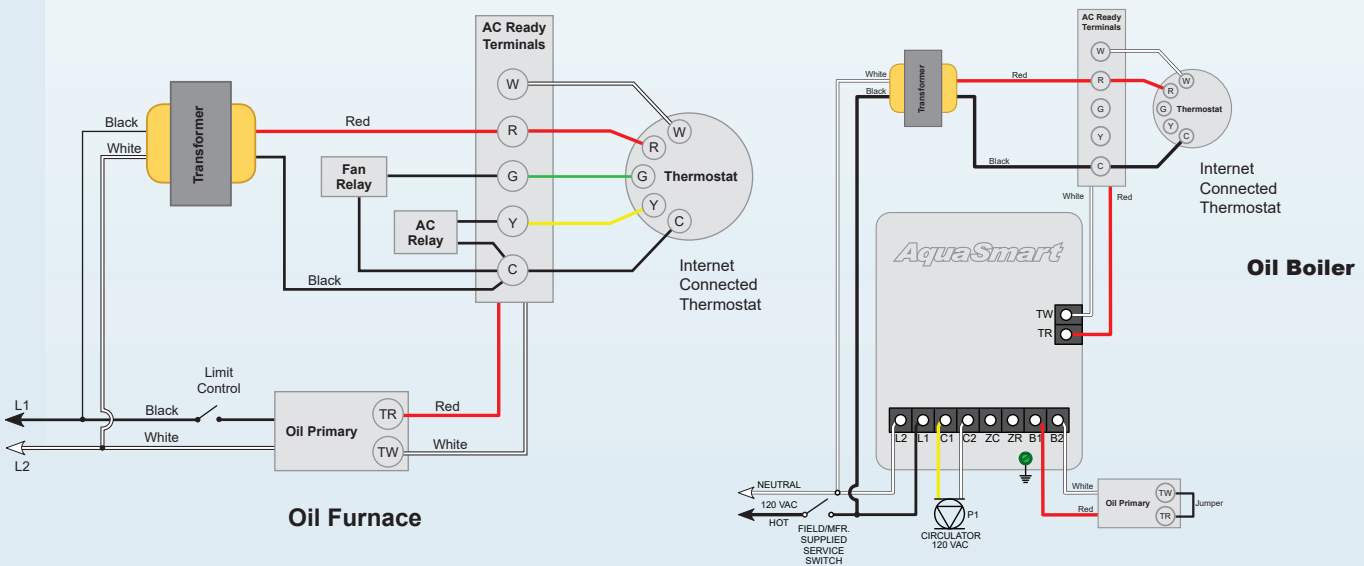 AC Ready
Terminals
W
R
G
Y
C
Transformer
Black
White
Red
Fan
Relay
AC
Relay
Black
W
R
G
Thermostat
Y
C
Internet
Connected
Thermostat
L1
L2
Limit
Control
Black
White
Oil Primary
TR
TW
Red
White
Oil Furnace
AC Ready
Terminals
W
R
G
Y
C
Transformer
White
Black
Red
Black
W
R
G
Thermostat
Y
C
Internet
Connected
Thermostat
White
Red
AquaSmart
Oil Boiler
TW
TR
L2
L1
C1
C2
ZC
ZR
B1
B2
NEUTRAL
120 VAC
HOT
FIELD/MFR.
SUPPLIED
SERVICE
SWITCH
P1
CIRCULATOR
120 VAC
White
Red
Oil Primary
TW
TR
Jumper